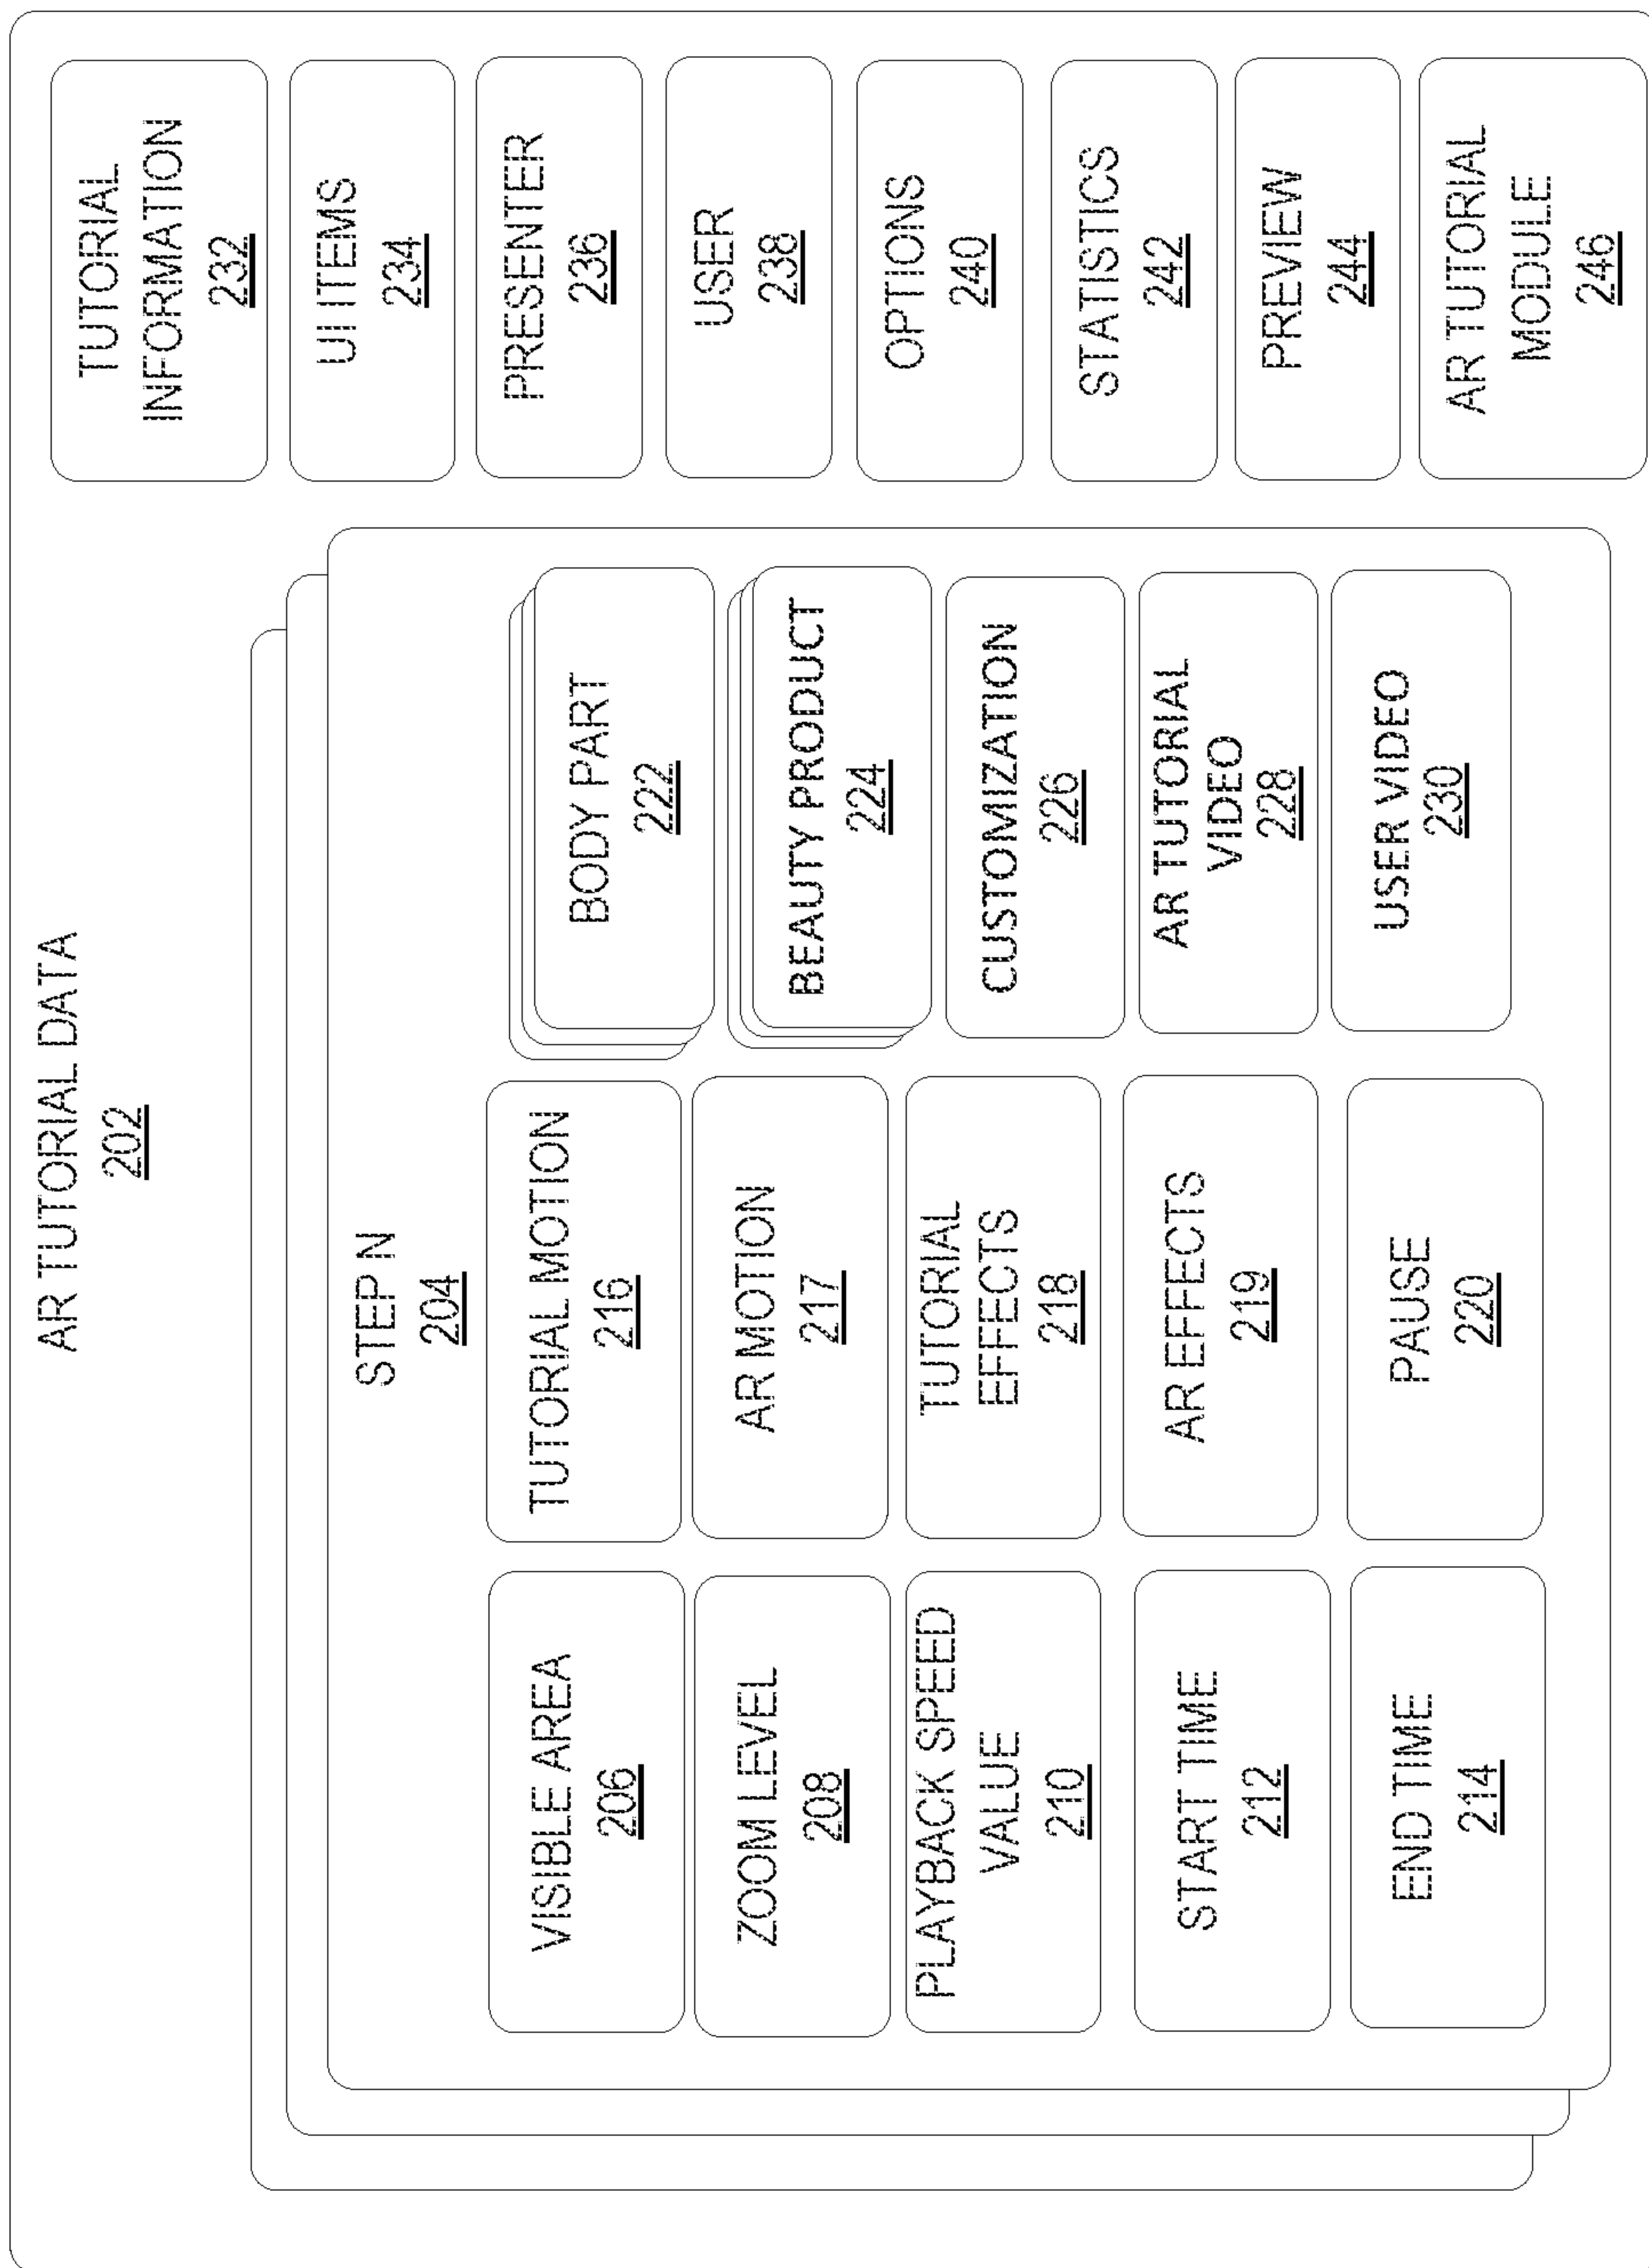 AR TUTORIAL DATA
202
STEP N
204
VISIBLE AREA
206
ZOOM LEVEL
208
PLAYBACK SPEED
VALUE
210
START TIME
212
END TIME
214
TUTORIAL MOTION
216
AR MOTION
217
TUTORIAL
EFFECTS
218
AR EFFECTS
219
PAUSE
220
BODY PART
222
BEAUTY PRODUCT
224
CUSTOMIZATION
226
AR TUTORIAL
VIDEO
228
USER VIDEO
230
TUTORIAL
INFORMATION
232
UI ITEMS
234
PRESENTER
236
USER
238
OPTIONS
240
STATISTICS
242
PREVIEW
244
AR TUTORIAL
MODULE
246